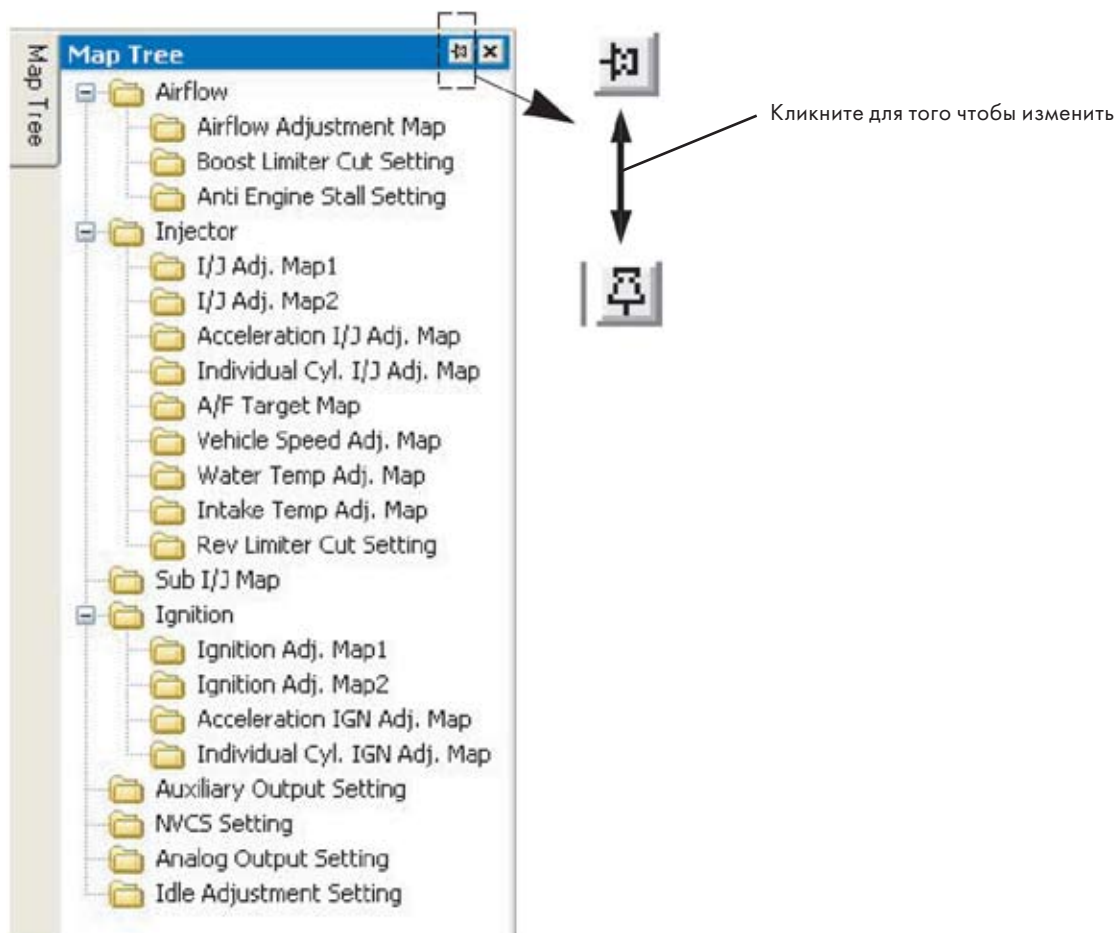 Map Tree
Map Tree
Airflow
Airflow Adjustment Map
Boost Limiter Cut Setting
Anti Engine Stall Setting
Injector
I/J Adj. Map1
I/J Adj. Map2
Acceleration I/J Adj. Map
Individual Cyl. I/J Adj. Map
A/F Target Map
Vehicle Speed Adj. Map
Water Temp Adj. Map
Intake Temp Adj. Map
Rev Limiter Cut Setting
Sub I/J Map
Ignition
Ignition Adj. Map1
Ignition Adj. Map2
Acceleration IGN Adj. Map
Individual Cyl. IGN Adj. Map
Auxiliary Output Setting
NVCS Setting
Analog Output Setting
Idle Adjustment Setting
Кликните для того чтобы изменить